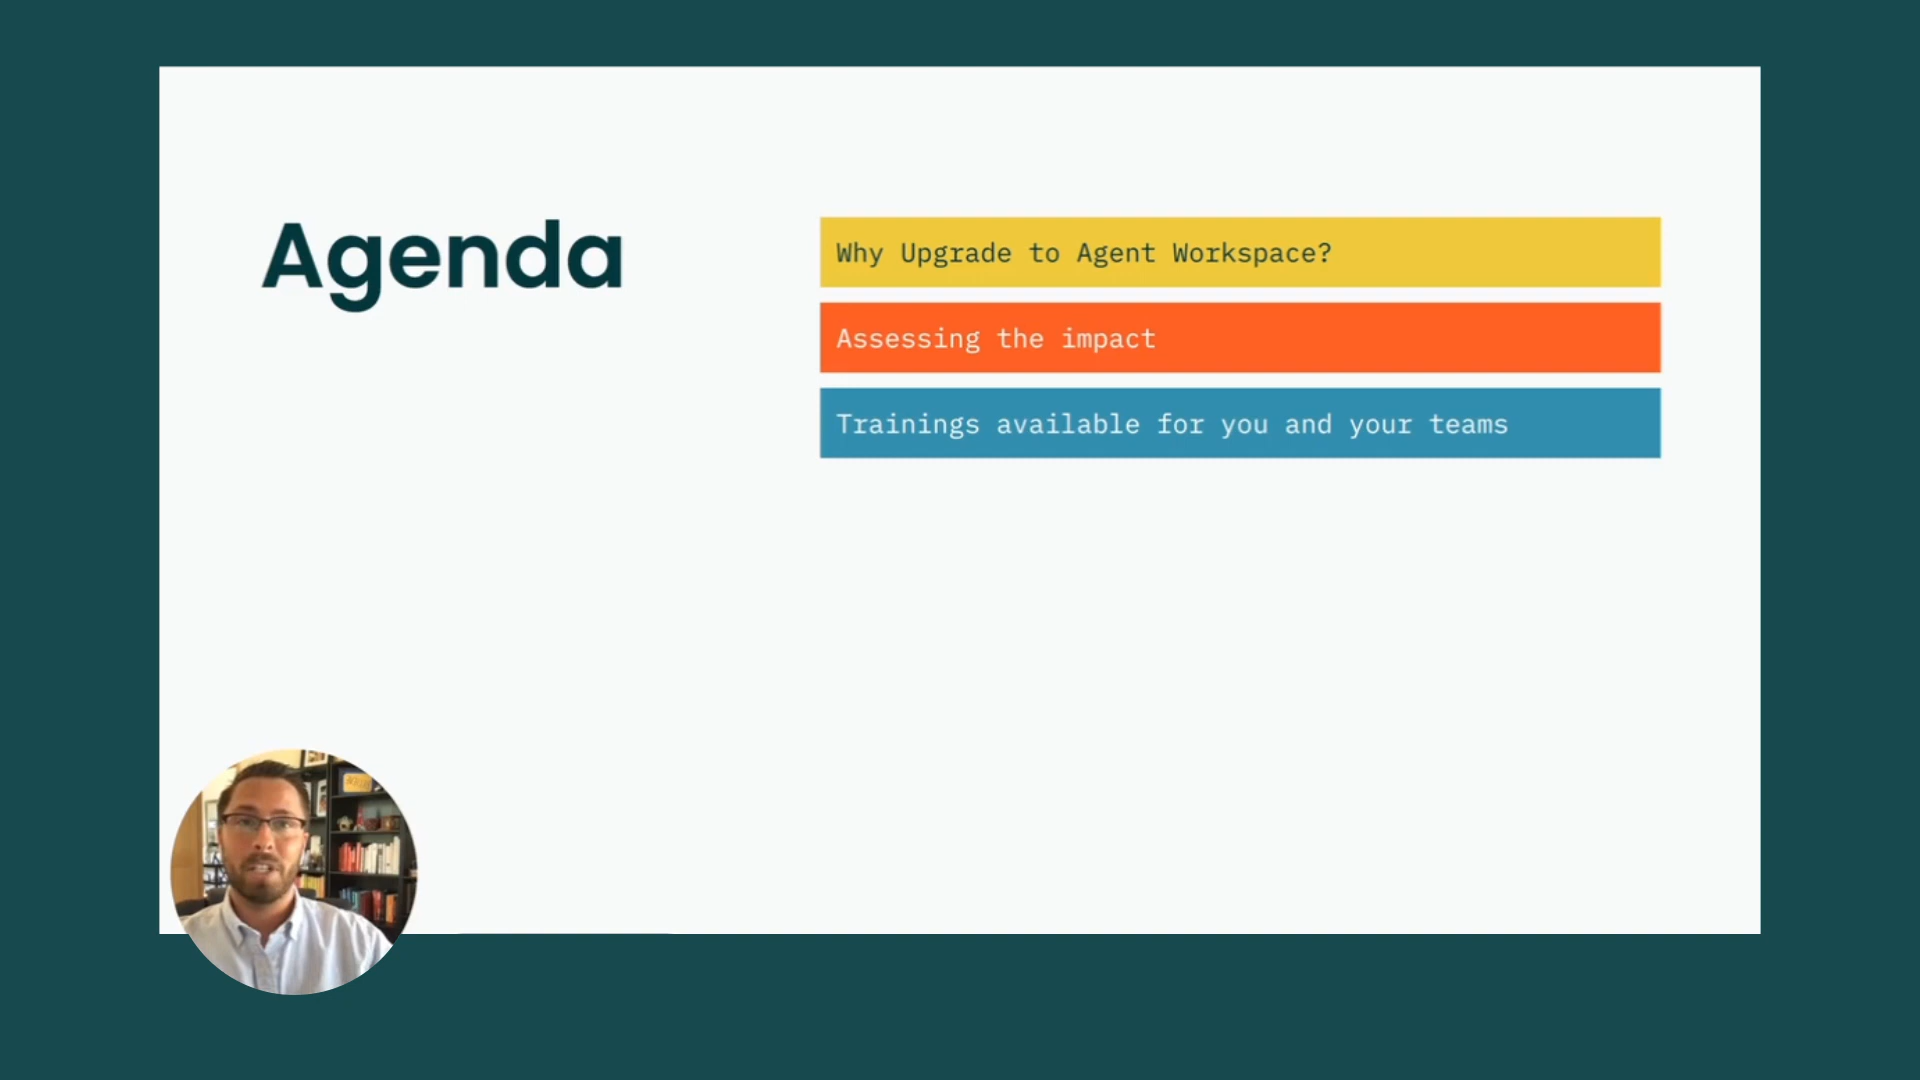 Agenda
Why Upgrade to Agent Workspace?
Assessing the impact
Trainings available for you and your teams